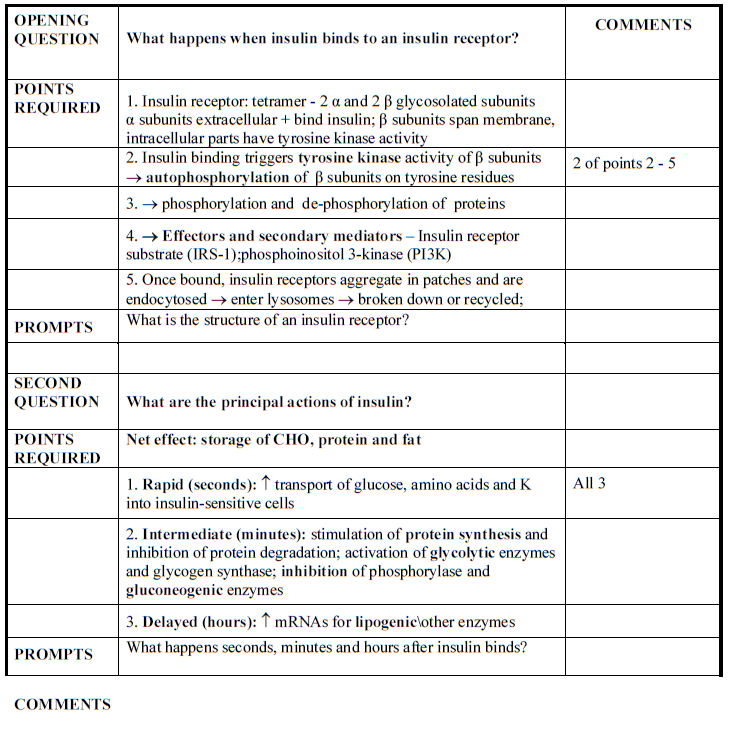 OPENING QUESTION
What happens when insulin binds to an insulin receptor?
COMMENTS
POINTS REQUIRED
1. Insulin receptor: tetramer - 2 α and 2 β glycosolated subunits
α subunits extracellular + bind insulin; β subunits span membrane,
intracellular parts have tyrosine kinase activity
2. Insulin binding triggers tyrosine kinase activity of β subunits
→ autophosphorylation of β subunits on tyrosine residues
2 of points 2 - 5
3. → phosphorylation and de-phosphorylation of proteins
4. → Effectors and secondary mediators – Insulin receptor
substrate (IRS-1);phosphoinositol 3-kinase (PI3K)
5. Once bound, insulin receptors aggregate in patches and are
endocytosed → enter lysosomes → broken down or recycled;
PROMPTS
What is the structure of an insulin receptor?
SECOND QUESTION
What are the principal actions of insulin?
POINTS REQUIRED
Net effect: storage of CHO, protein and fat
1. Rapid (seconds): ↑ transport of glucose, amino acids and K
into insulin-sensitive cells
All 3
2. Intermediate (minutes): stimulation of protein synthesis and
inhibition of protein degradation; activation of glycolytic enzymes
and glycogen synthase; inhibition of phosphorylase and
gluconeogenic enzymes
3. Delayed (hours): ↑ mRNAs for lipogenic\other enzymes
PROMPTS
What happens seconds, minutes and hours after insulin binds?
COMMENTS